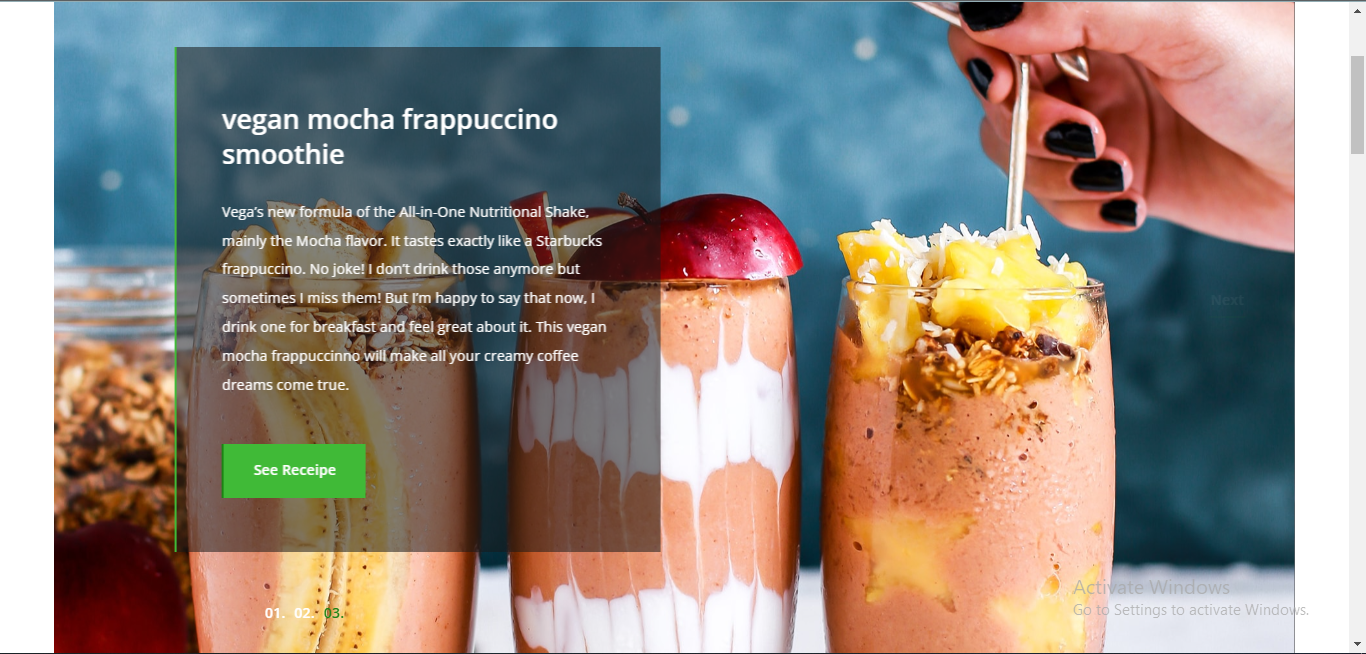 vegan mocha frappuccino
smoothie
Vega's new formula of the All-in-One Nutritional Shake,
mainly the Mocha flavor. It tastes exactly like a Starbucks
frappuccino. No joke! I don't drink those anymore but
sometimes I miss them! But I'm happy to say that now, I
drink one for breakfast and feel great about it. This vegan
mocha frappuccinno will make all your creamy coffee
dreams come true.
Next
See Receipe
Activate Windows
Go to Settings to activate Windows.
01. 02. 03.